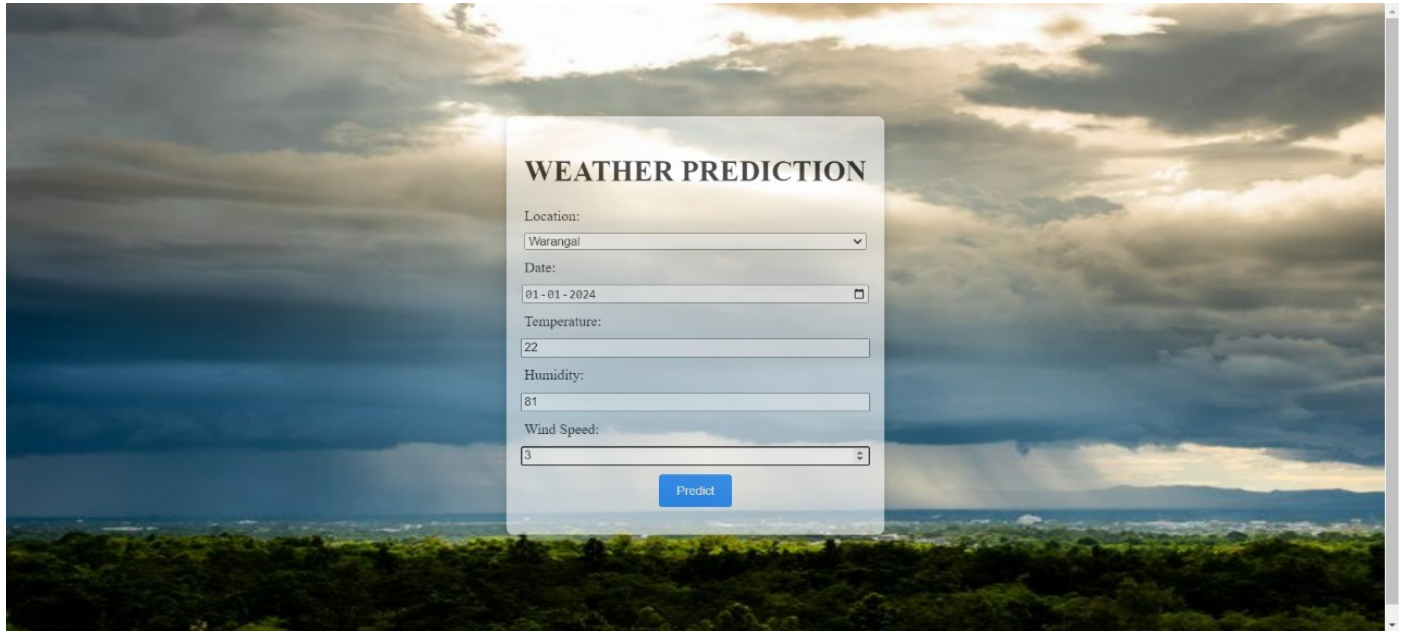 WEATHER PREDICTION
Location:
Warangal
Date:
01-01-2024
Temperature:
22
Humidity:
81
Wind Speed:
3
Predict